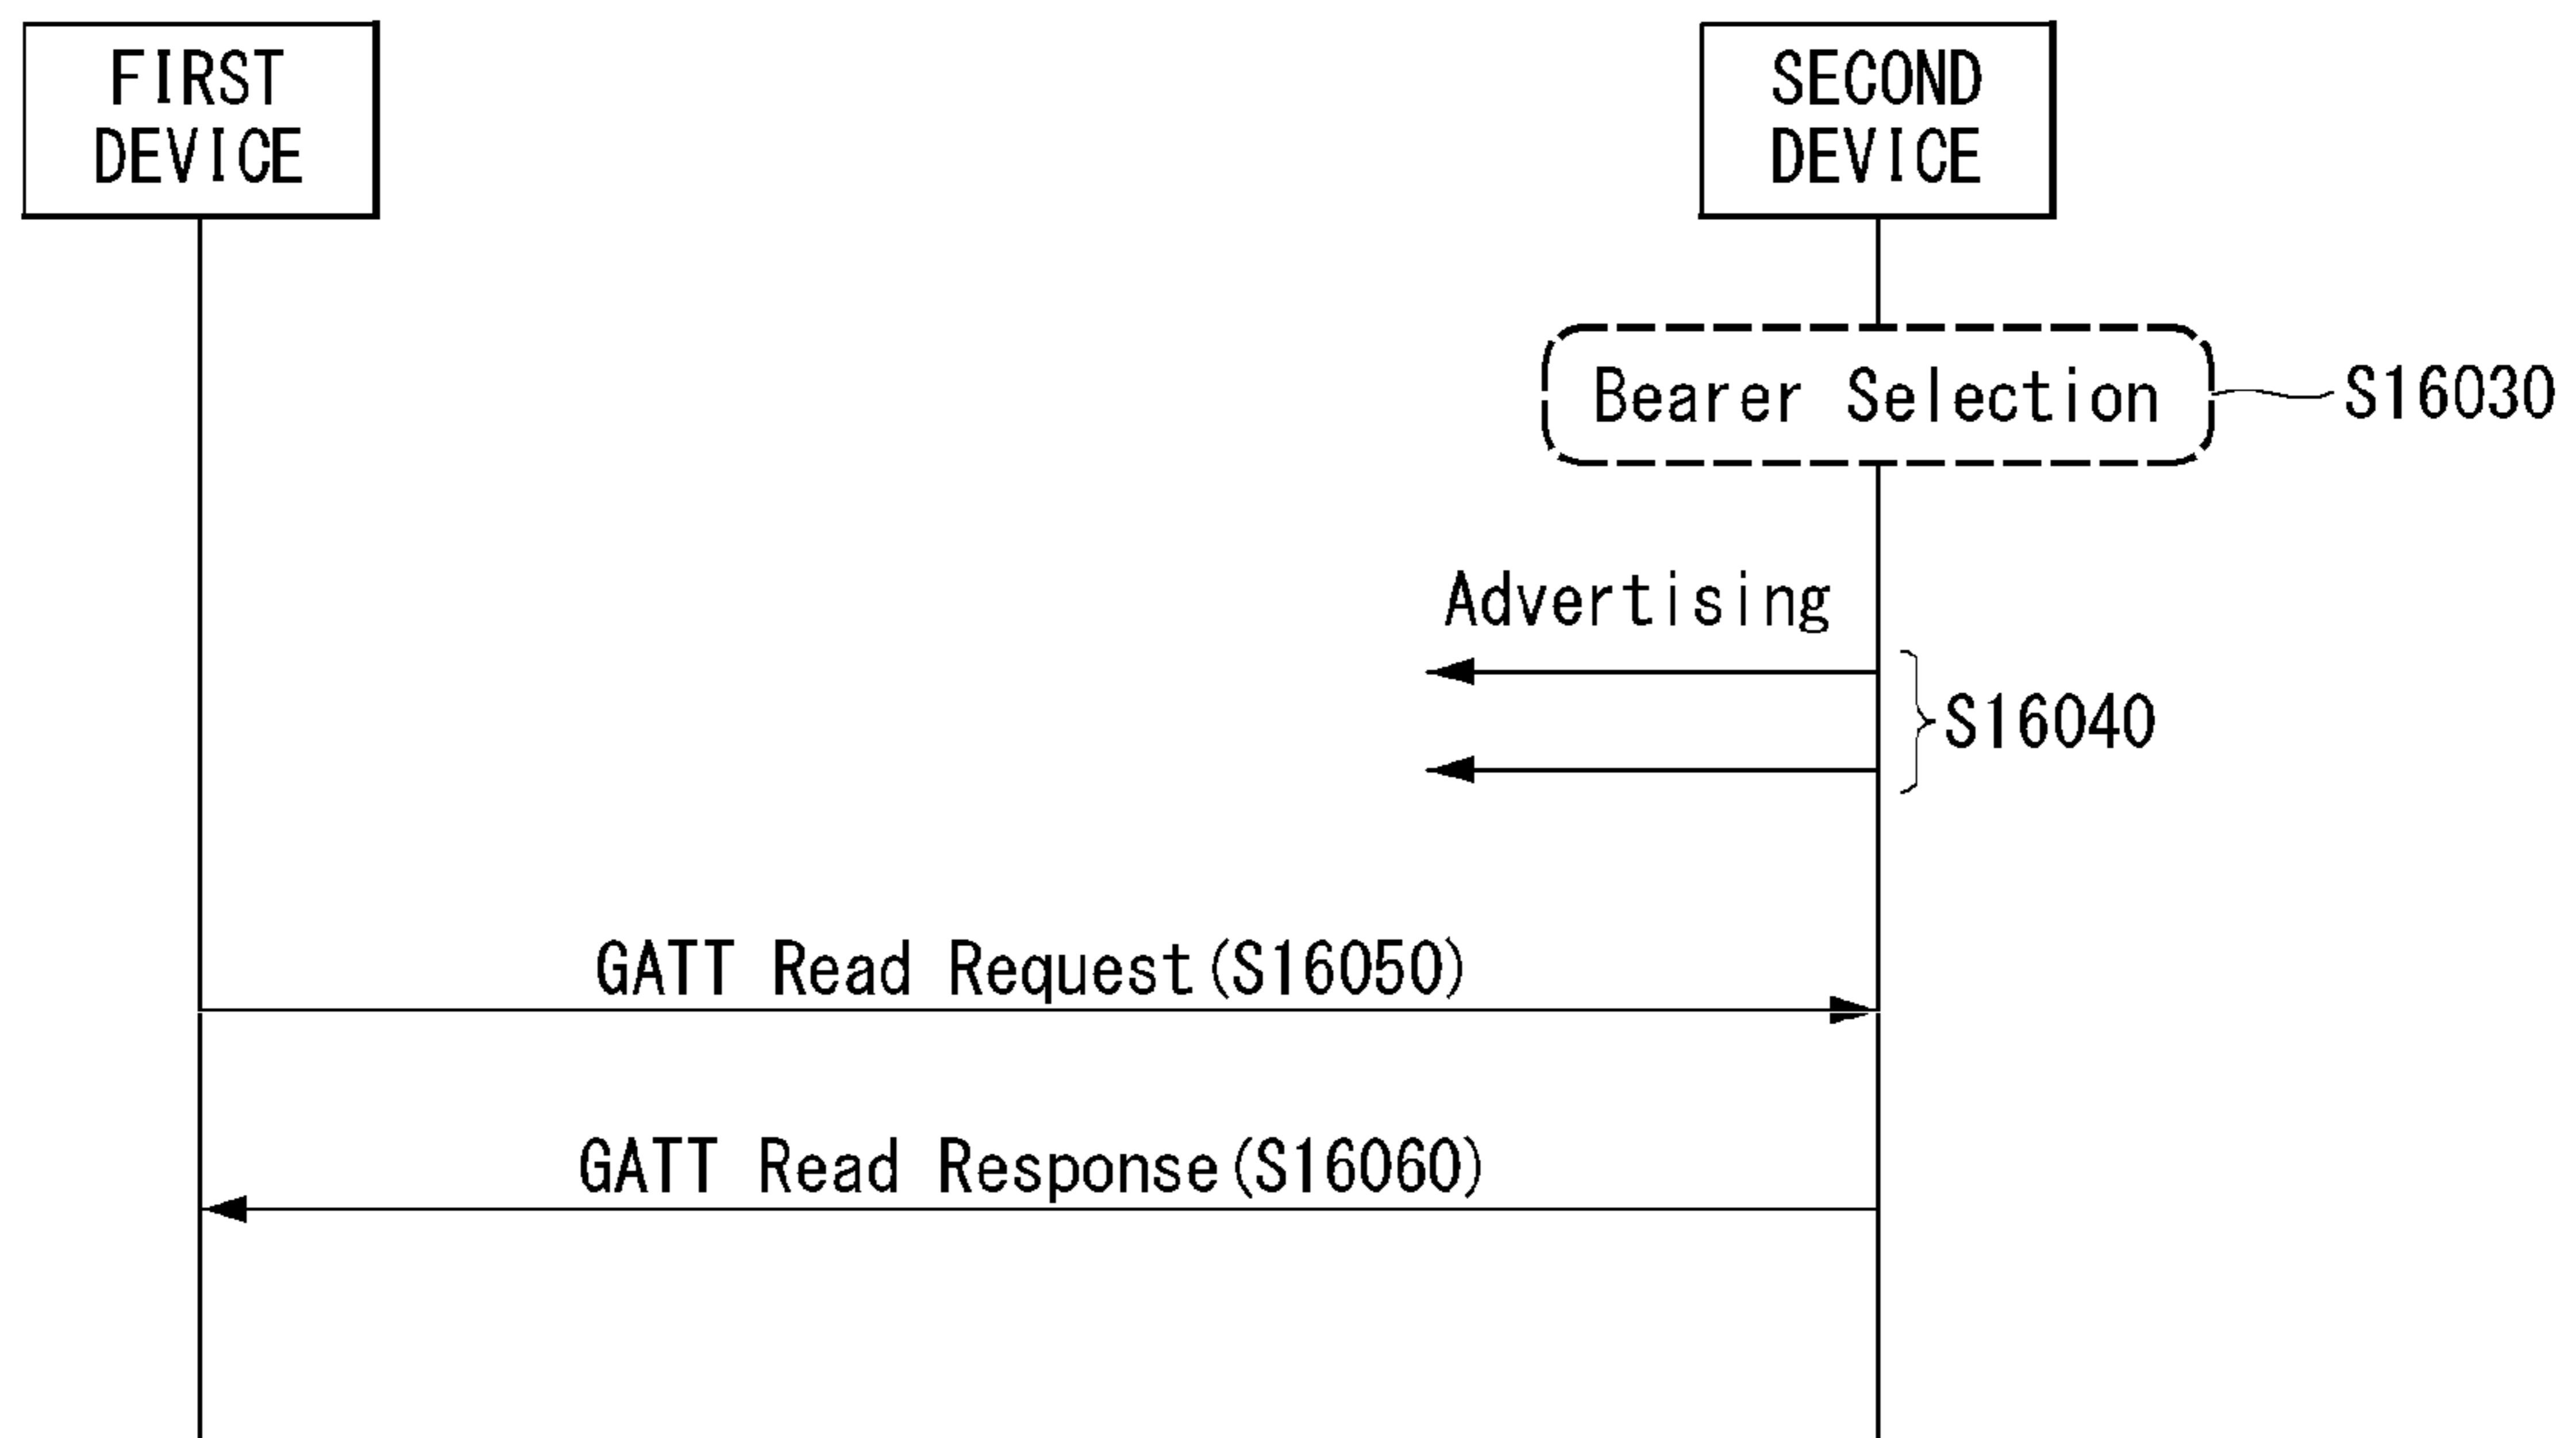 FIRST
DEVICE
SECOND
DEVICE
Bearer Selection
S16030
Advertising
S16040
GATT Read Request(S16050)
GATT Read Response(S16060)